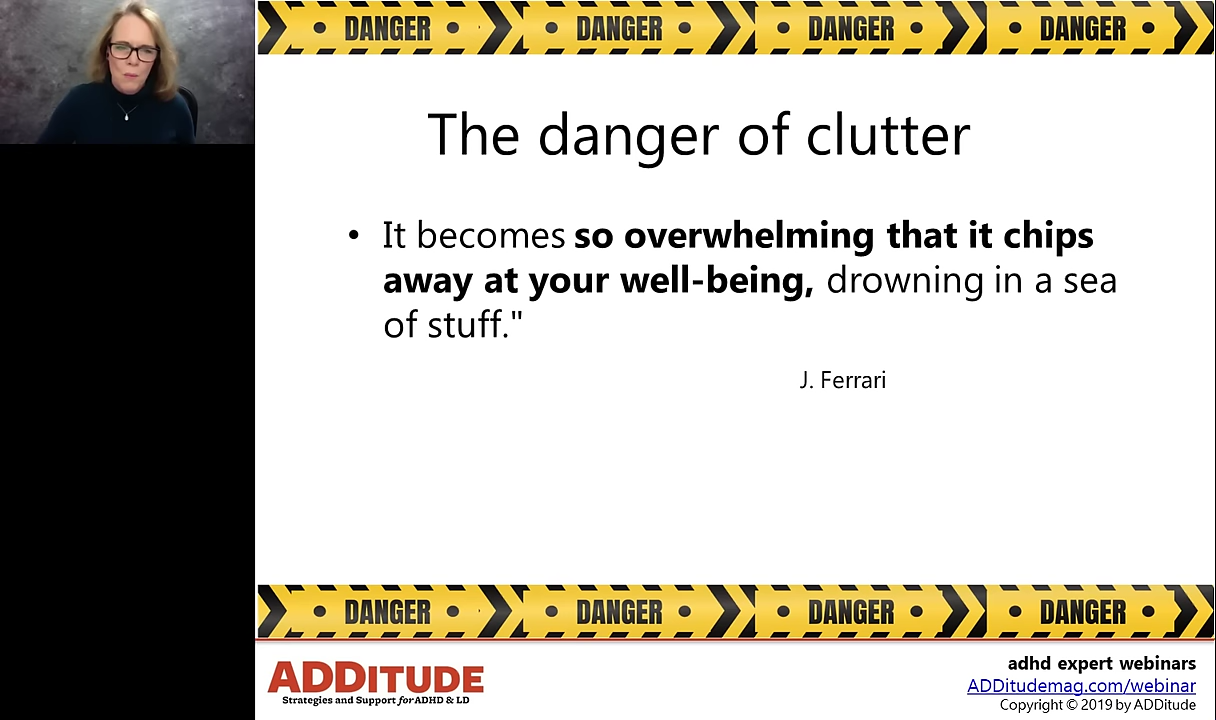 DANGER DANGER DANGER DANGER
The danger of clutter
• It becomes so overwhelming that it chips
away at your well-being, drowning in a sea
of stuff."
J. Ferrari
DANGER DANGER DANGER DANGER
ADDITUDE
Strategies and Support for ADHD & LD
adhd expert webinars
ADDitudemag.com/webinar
Copyright © 2019 by ADDitude